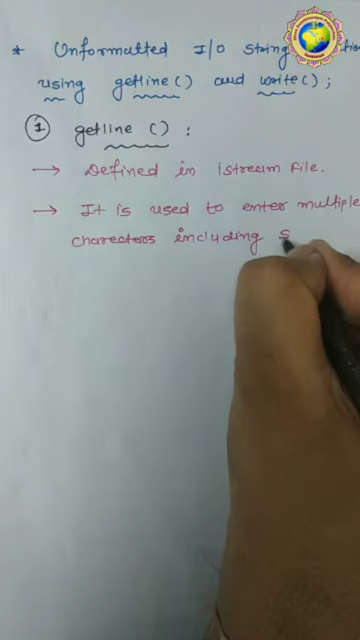 * Unformatted I/O string
using getline() and write();
① getline () :
→ Defined in istream file.
→ It is used to enter multiple
charecters including s